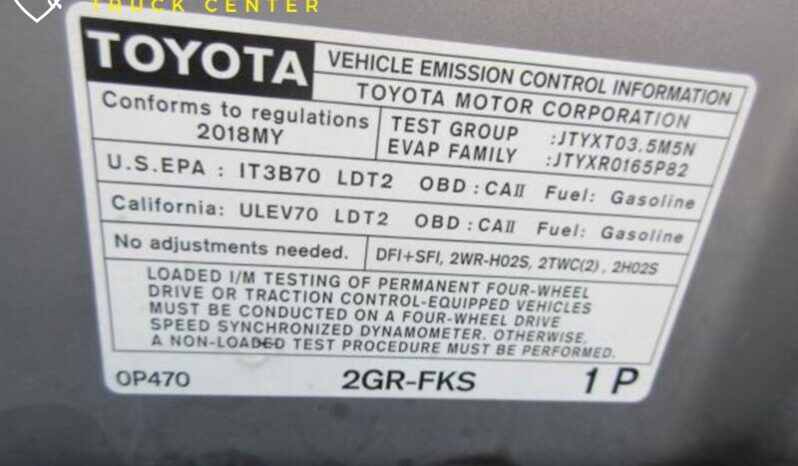 TRUCK CENTER
TOYOTA
VEHICLE EMISSION CONTROL INFORMATION
TOYOTA MOTOR CORPORATION
Conforms to regulations
2018MY
TEST GROUP :JTYXT03.5M5N
EVAP FAMILY :JTYXR0165P82
U.S.EPA : IT3B70 LDT2 OBD : CAII Fuel: Gasoline
California: ULEV70 LDT2 OBD : CAII Fuel: Gasoline
No adjustments needed.
DFI+SFI, 2WR-HO2S, 2TWC(2), 2HO2S
LOADED I/M TESTING OF PERMANENT FOUR-WHEEL
DRIVE OR TRACTION CONTROL-EQUIPPED VEHICLES
MUST BE CONDUCTED ON A FOUR-WHEEL DRIVE
SPEED SYNCHRONIZED DYNAMOMETER. OTHERWISE,
A NON-LOADED TEST PROCEDURE MUST BE PERFORMED.
0P470 2GR-FKS 1 P